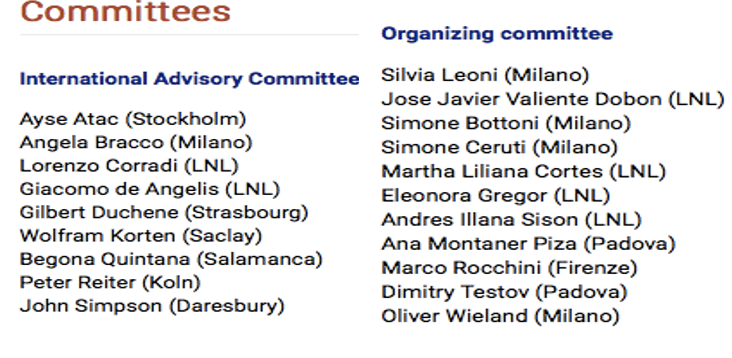 Committees
International Advisory Committee
Ayse Atac (Stockholm)
Angela Bracco (Milano)
Lorenzo Corradi (LNL)
Giacomo de Angelis (LNL)
Gilbert Duchene (Strasbourg)
Wolfram Korten (Saclay)
Begona Quintana (Salamanca)
Peter Reiter (Koln)
John Simpson (Daresbury)
Organizing committee
Silvia Leoni (Milano)
Jose Javier Valiente Dobon (LNL)
Simone Bottoni (Milano)
Simone Ceruti (Milano)
Martha Liliana Cortes (LNL)
Eleonora Gregor (LNL)
Andres Illana Sison (LNL)
Ana Montaner Piza (Padova)
Marco Rocchini (Firenze)
Dimitry Testov (Padova)
Oliver Wieland (Milano)